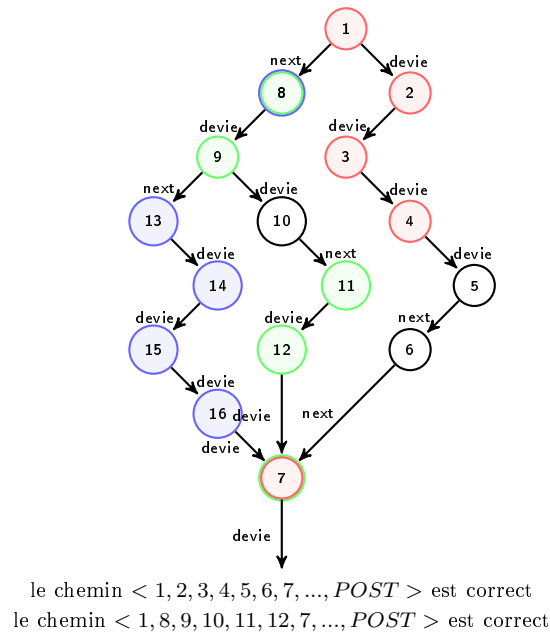 1
next devie
8 2
devie devie
9 3
next devie devie
13 10 4
devie next devie
14 11 5
devie devie next
15 12 6
devie
16 devie next
devie
7
devie
le chemin < 1, 2, 3, 4, 5, 6, 7, ..., POST > est correct
le chemin < 1, 8, 9, 10, 11, 12, 7, ..., POST > est correct